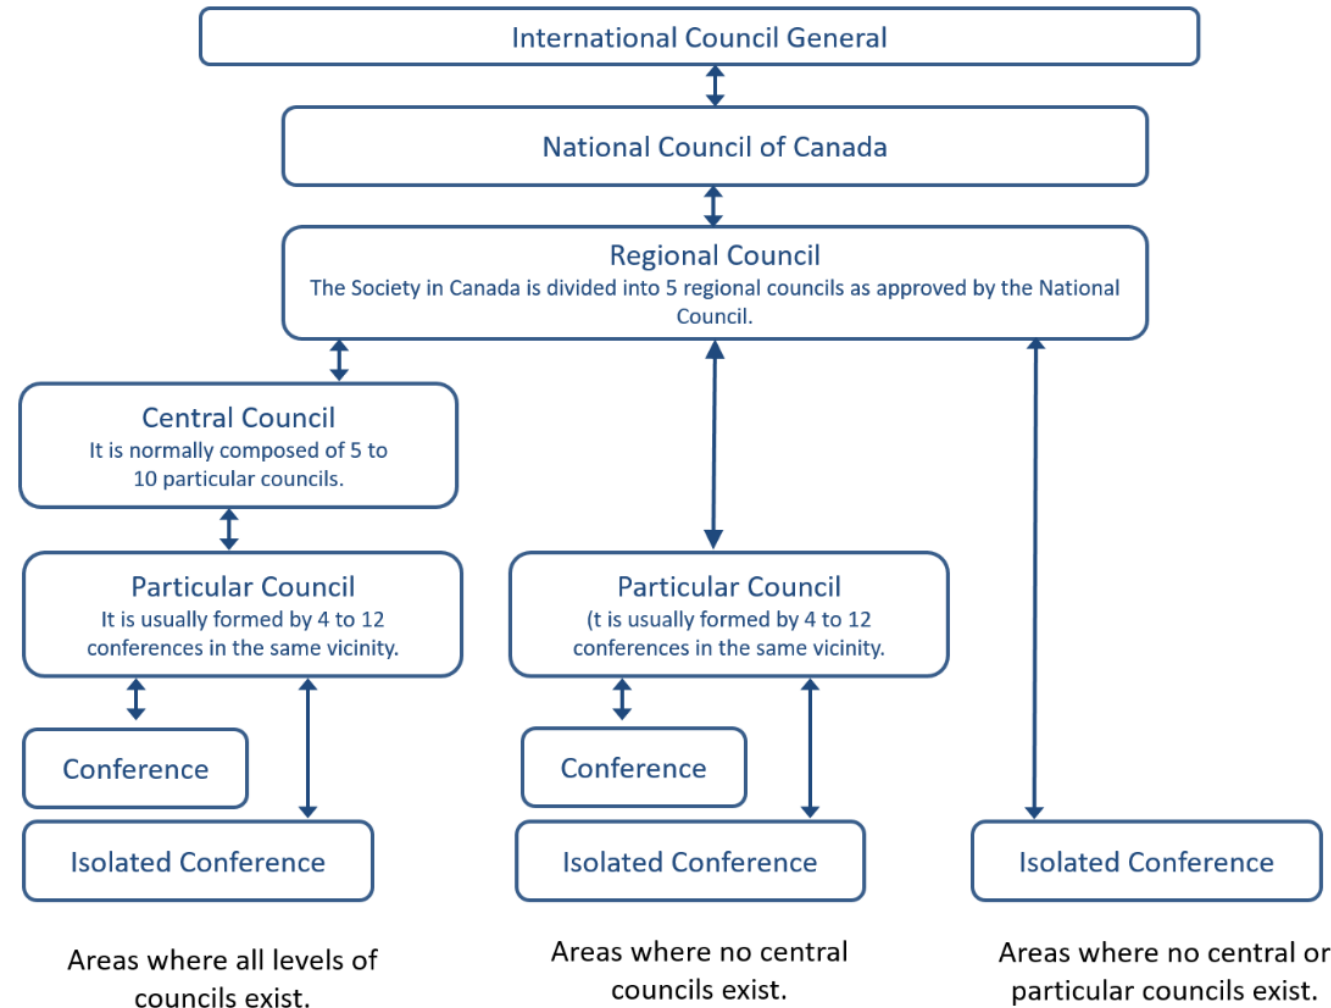 International Council General
National Council of Canada
Regional Council
The Society in Canada is divided into 5 regional councils as approved by the National
Council.
Central Council
It is normally composed of 5 to
10 particular councils.
Particular Council
It is usually formed by 4 to 12
conferences in the same vicinity.
Particular Council
(t is usually formed by 4 to 12
conferences in the same vicinity.
Conference
Conference
Isolated Conference
Isolated Conference
Isolated Conference
Areas where all levels of
councils exist.
Areas where no central
councils exist.
Areas where no central or
particular councils exist.